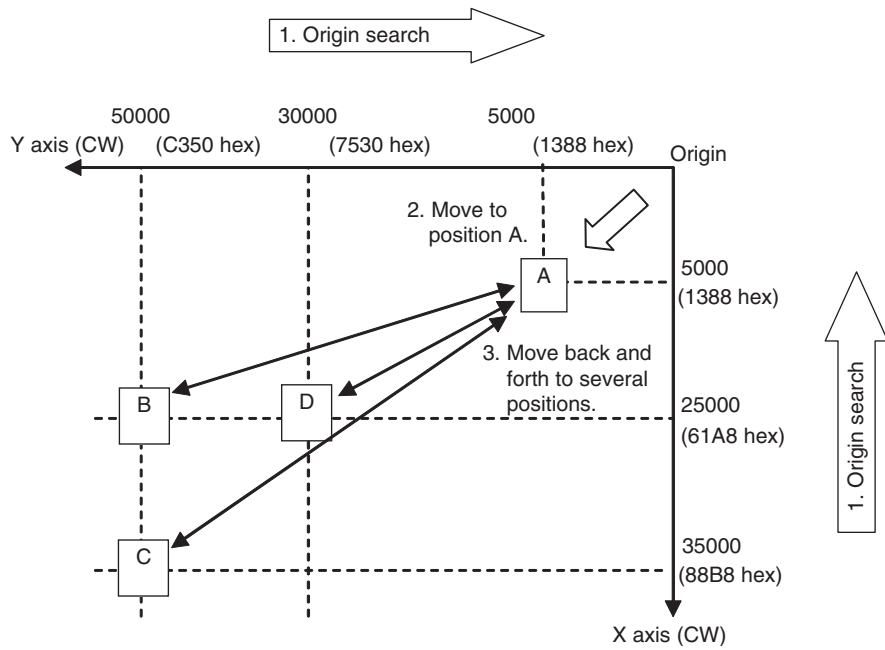 1. Origin search
50000
30000
5000
Y axis (CW)
(C350 hex)
(7530 hex)
(1388 hex)
Origin
2. Move to
position A.
A
5000
(1388 hex)
3. Move back and
forth to several
positions.
B
D
25000
(61A8 hex)
1. Origin search
C
35000
(88B8 hex)
X axis (CW)